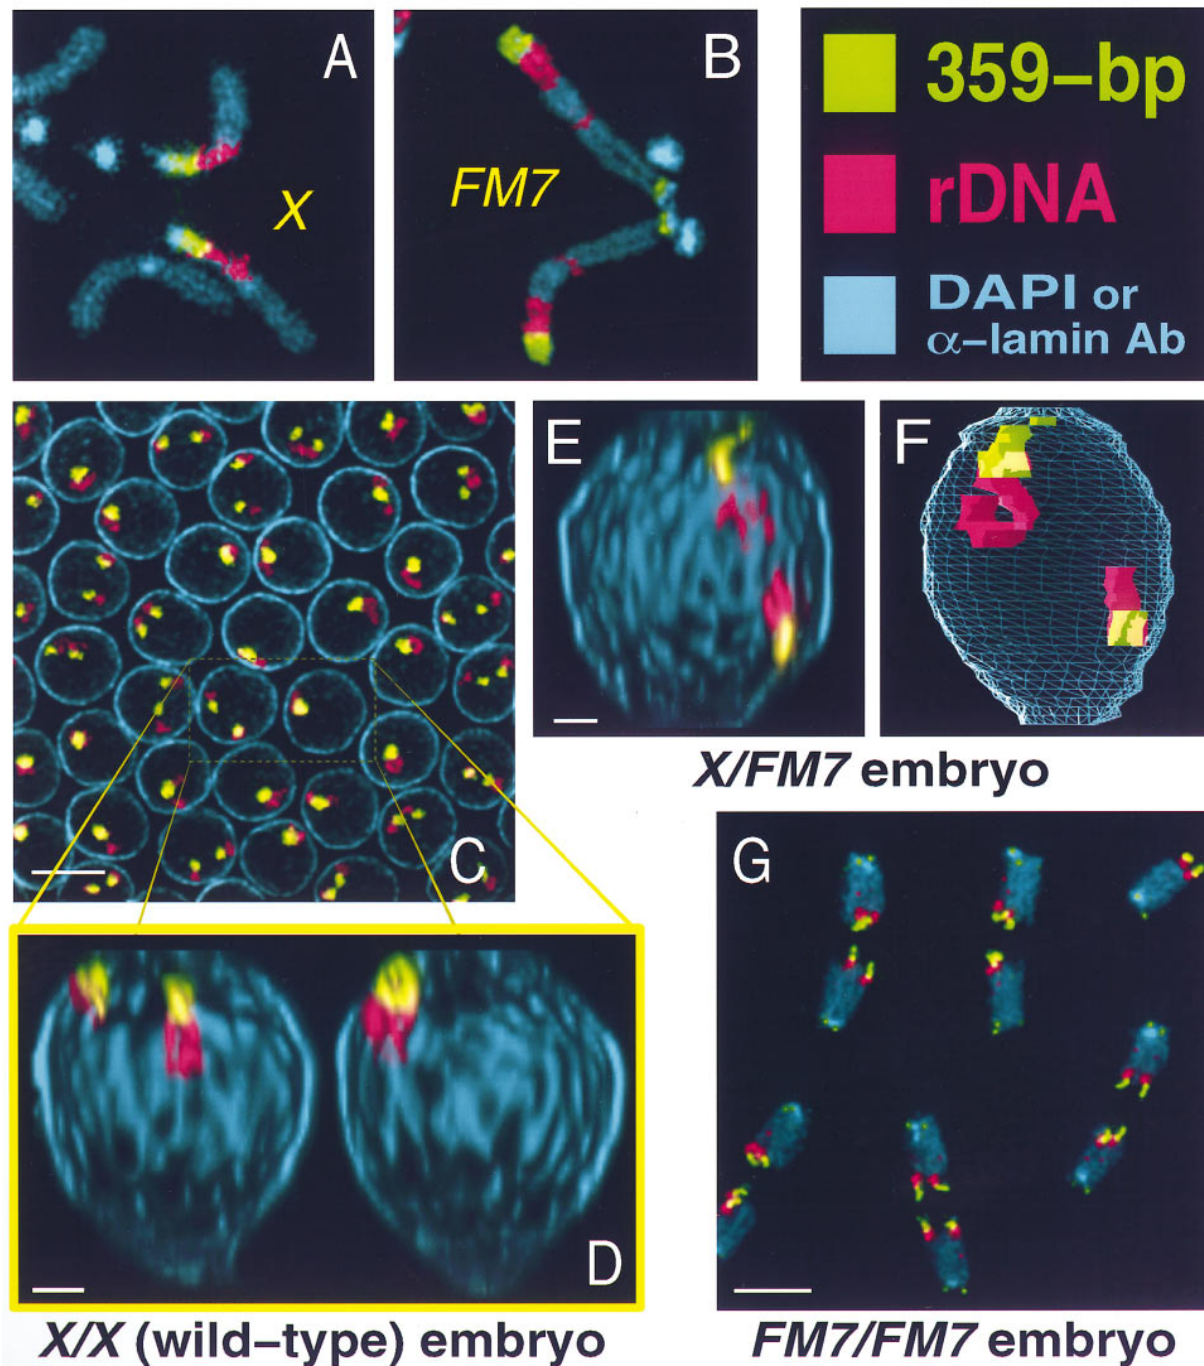 A
X
B
FM7
359–bp
rDNA
DAPI or
α–lamin Ab
C
E
F
X/FM7 embryo
G
D
X/X (wild–type) embryo
FM7/FM7 embryo